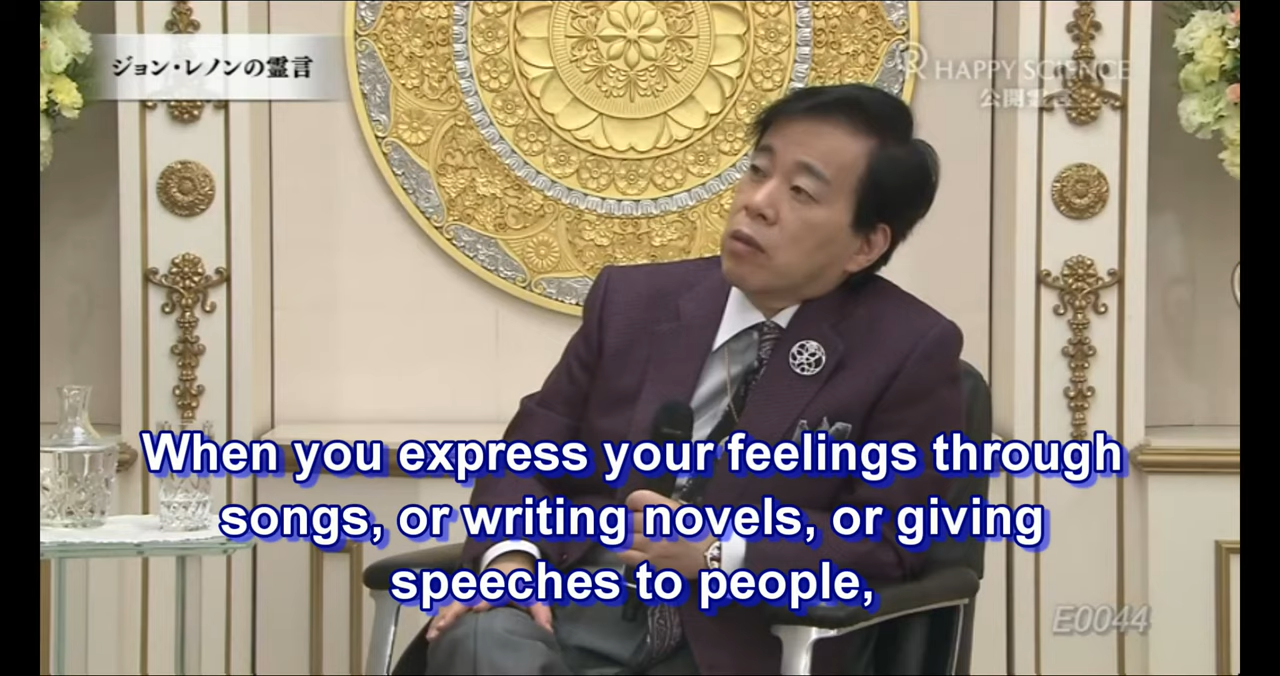 ジョン・レノンの霊言
HAPPY SCIENCE
公開霊言
When you express your feelings through
songs, or writing novels, or giving
speeches to people,
E0044